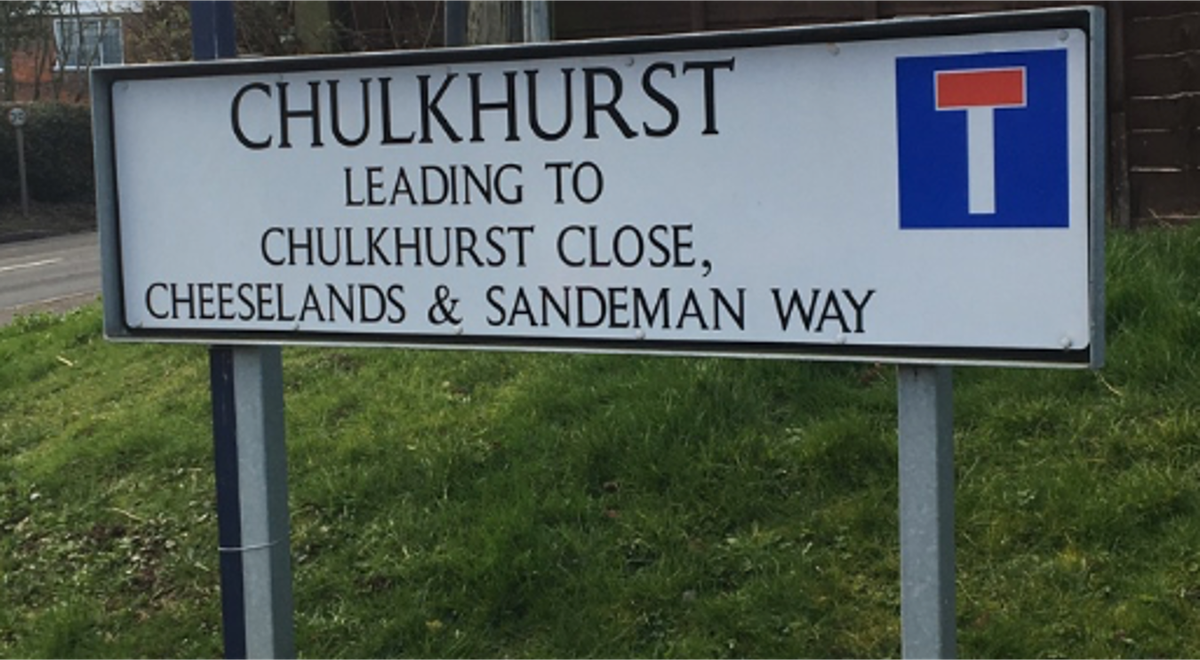 CHULKHURST
LEADING TO
CHULKHURST CLOSE,
CHEESELANDS & SANDEMAN WAY